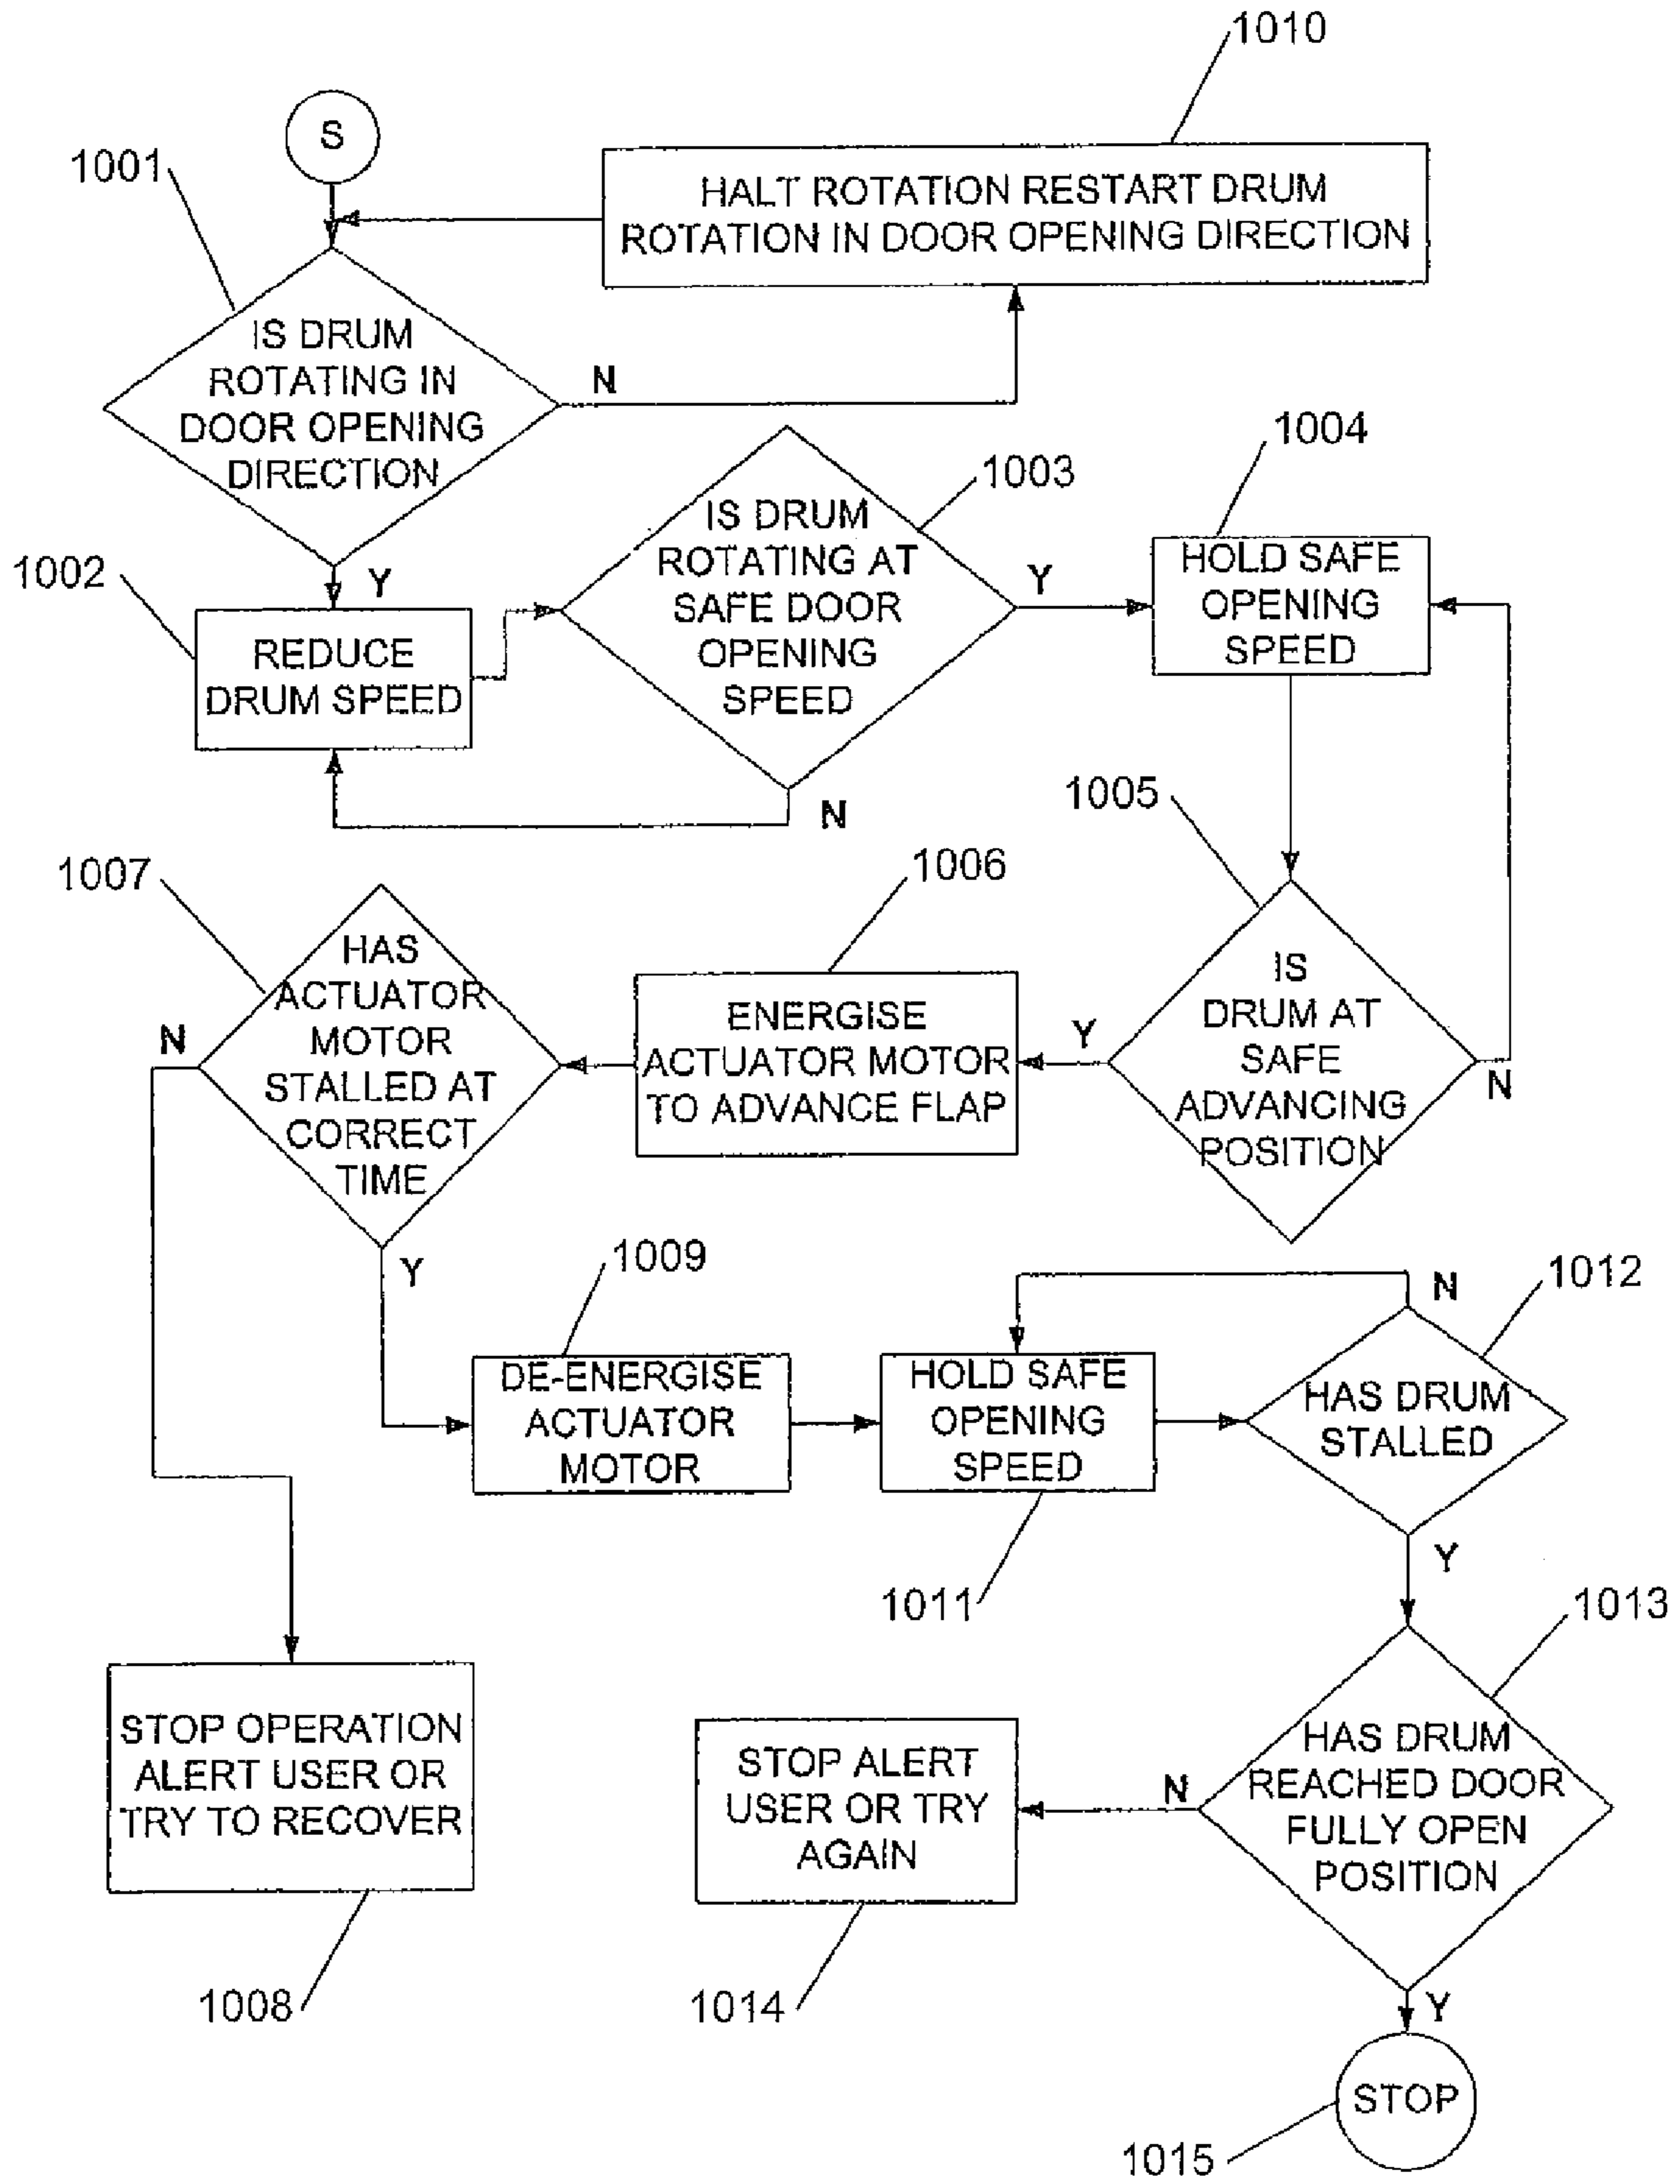 1010
S
1001
HALT ROTATION RESTART DRUM
ROTATION IN DOOR OPENING DIRECTION
IS DRUM
ROTATING IN
DOOR OPENING
DIRECTION
N
Y
1002
REDUCE
DRUM SPEED
1003
IS DRUM
ROTATING AT
SAFE DOOR
OPENING
SPEED
Y
N
1004
HOLD SAFE
OPENING
SPEED
1005
IS
DRUM AT
SAFE
ADVANCING
POSITION
Y
N
1006
ENERGISE
ACTUATOR MOTOR
TO ADVANCE FLAP
1007
HAS
ACTUATOR
MOTOR
STALLED AT
CORRECT
TIME
N
Y
1009
DE-ENERGISE
ACTUATOR
MOTOR
HOLD SAFE
OPENING
SPEED
1011
N
1012
HAS DRUM
STALLED
Y
1013
HAS DRUM
REACHED DOOR
FULLY OPEN
POSITION
N
Y
STOP OPERATION
ALERT USER OR
TRY TO RECOVER
1008
STOP ALERT
USER OR TRY
AGAIN
1014
STOP
1015